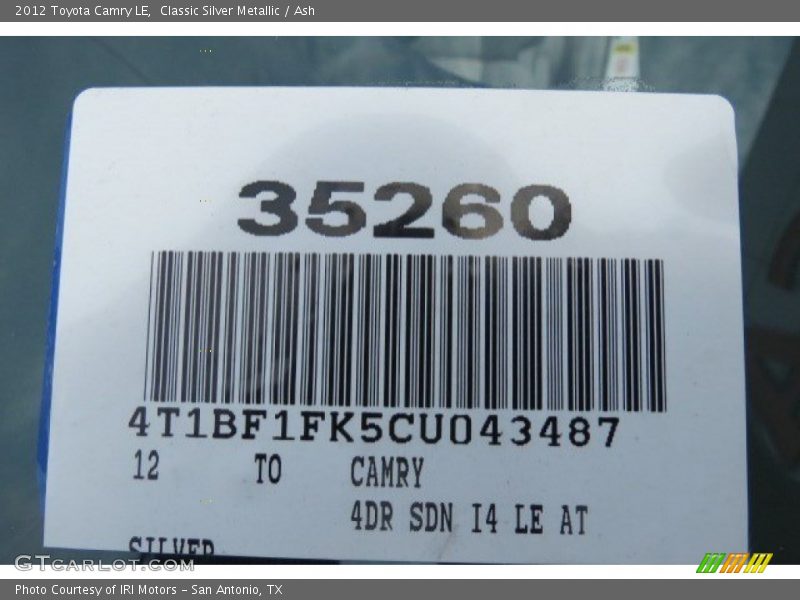 2012 Toyota Camry LE,  Classic Silver Metallic / Ash
35260
4T1BF1FK5CU043487
12 TO CAMRY
4DR SDN I4 LE AT
SILVER
GTcarlot.com
Photo Courtesy of IRI Motors – San Antonio, TX